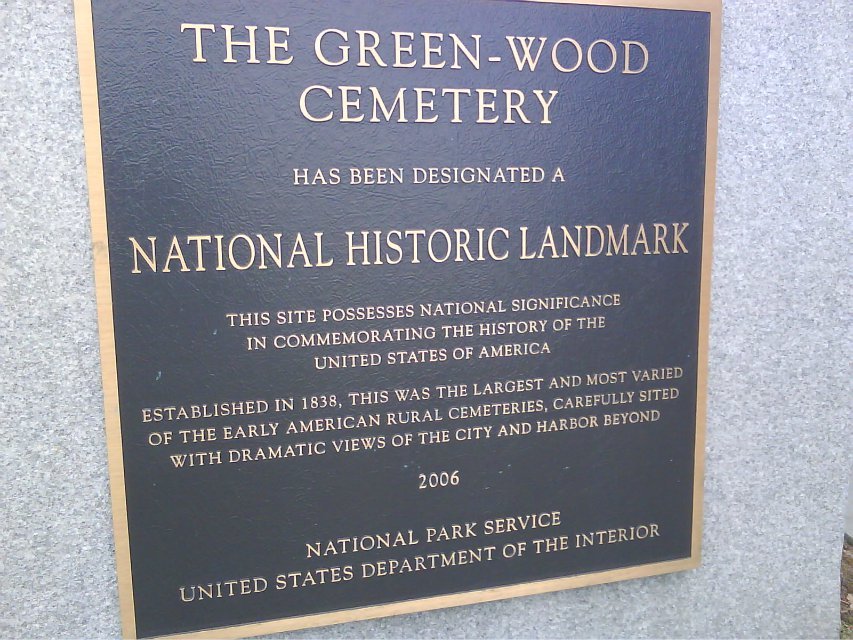 THE GREEN-WOOD
CEMETERY
HAS BEEN DESIGNATED A
NATIONAL HISTORIC LANDMARK
THIS SITE POSSESSES NATIONAL SIGNIFICANCE
IN COMMEMORATING THE HISTORY OF THE
UNITED STATES OF AMERICA
ESTABLISHED IN 1838, THIS WAS THE LARGEST AND MOST VARIED
OF THE EARLY AMERICAN RURAL CEMETERIES, CAREFULLY SITED
WITH DRAMATIC VIEWS OF THE CITY AND HARBOR BEYOND
2006
NATIONAL PARK SERVICE
UNITED STATES DEPARTMENT OF THE INTERIOR